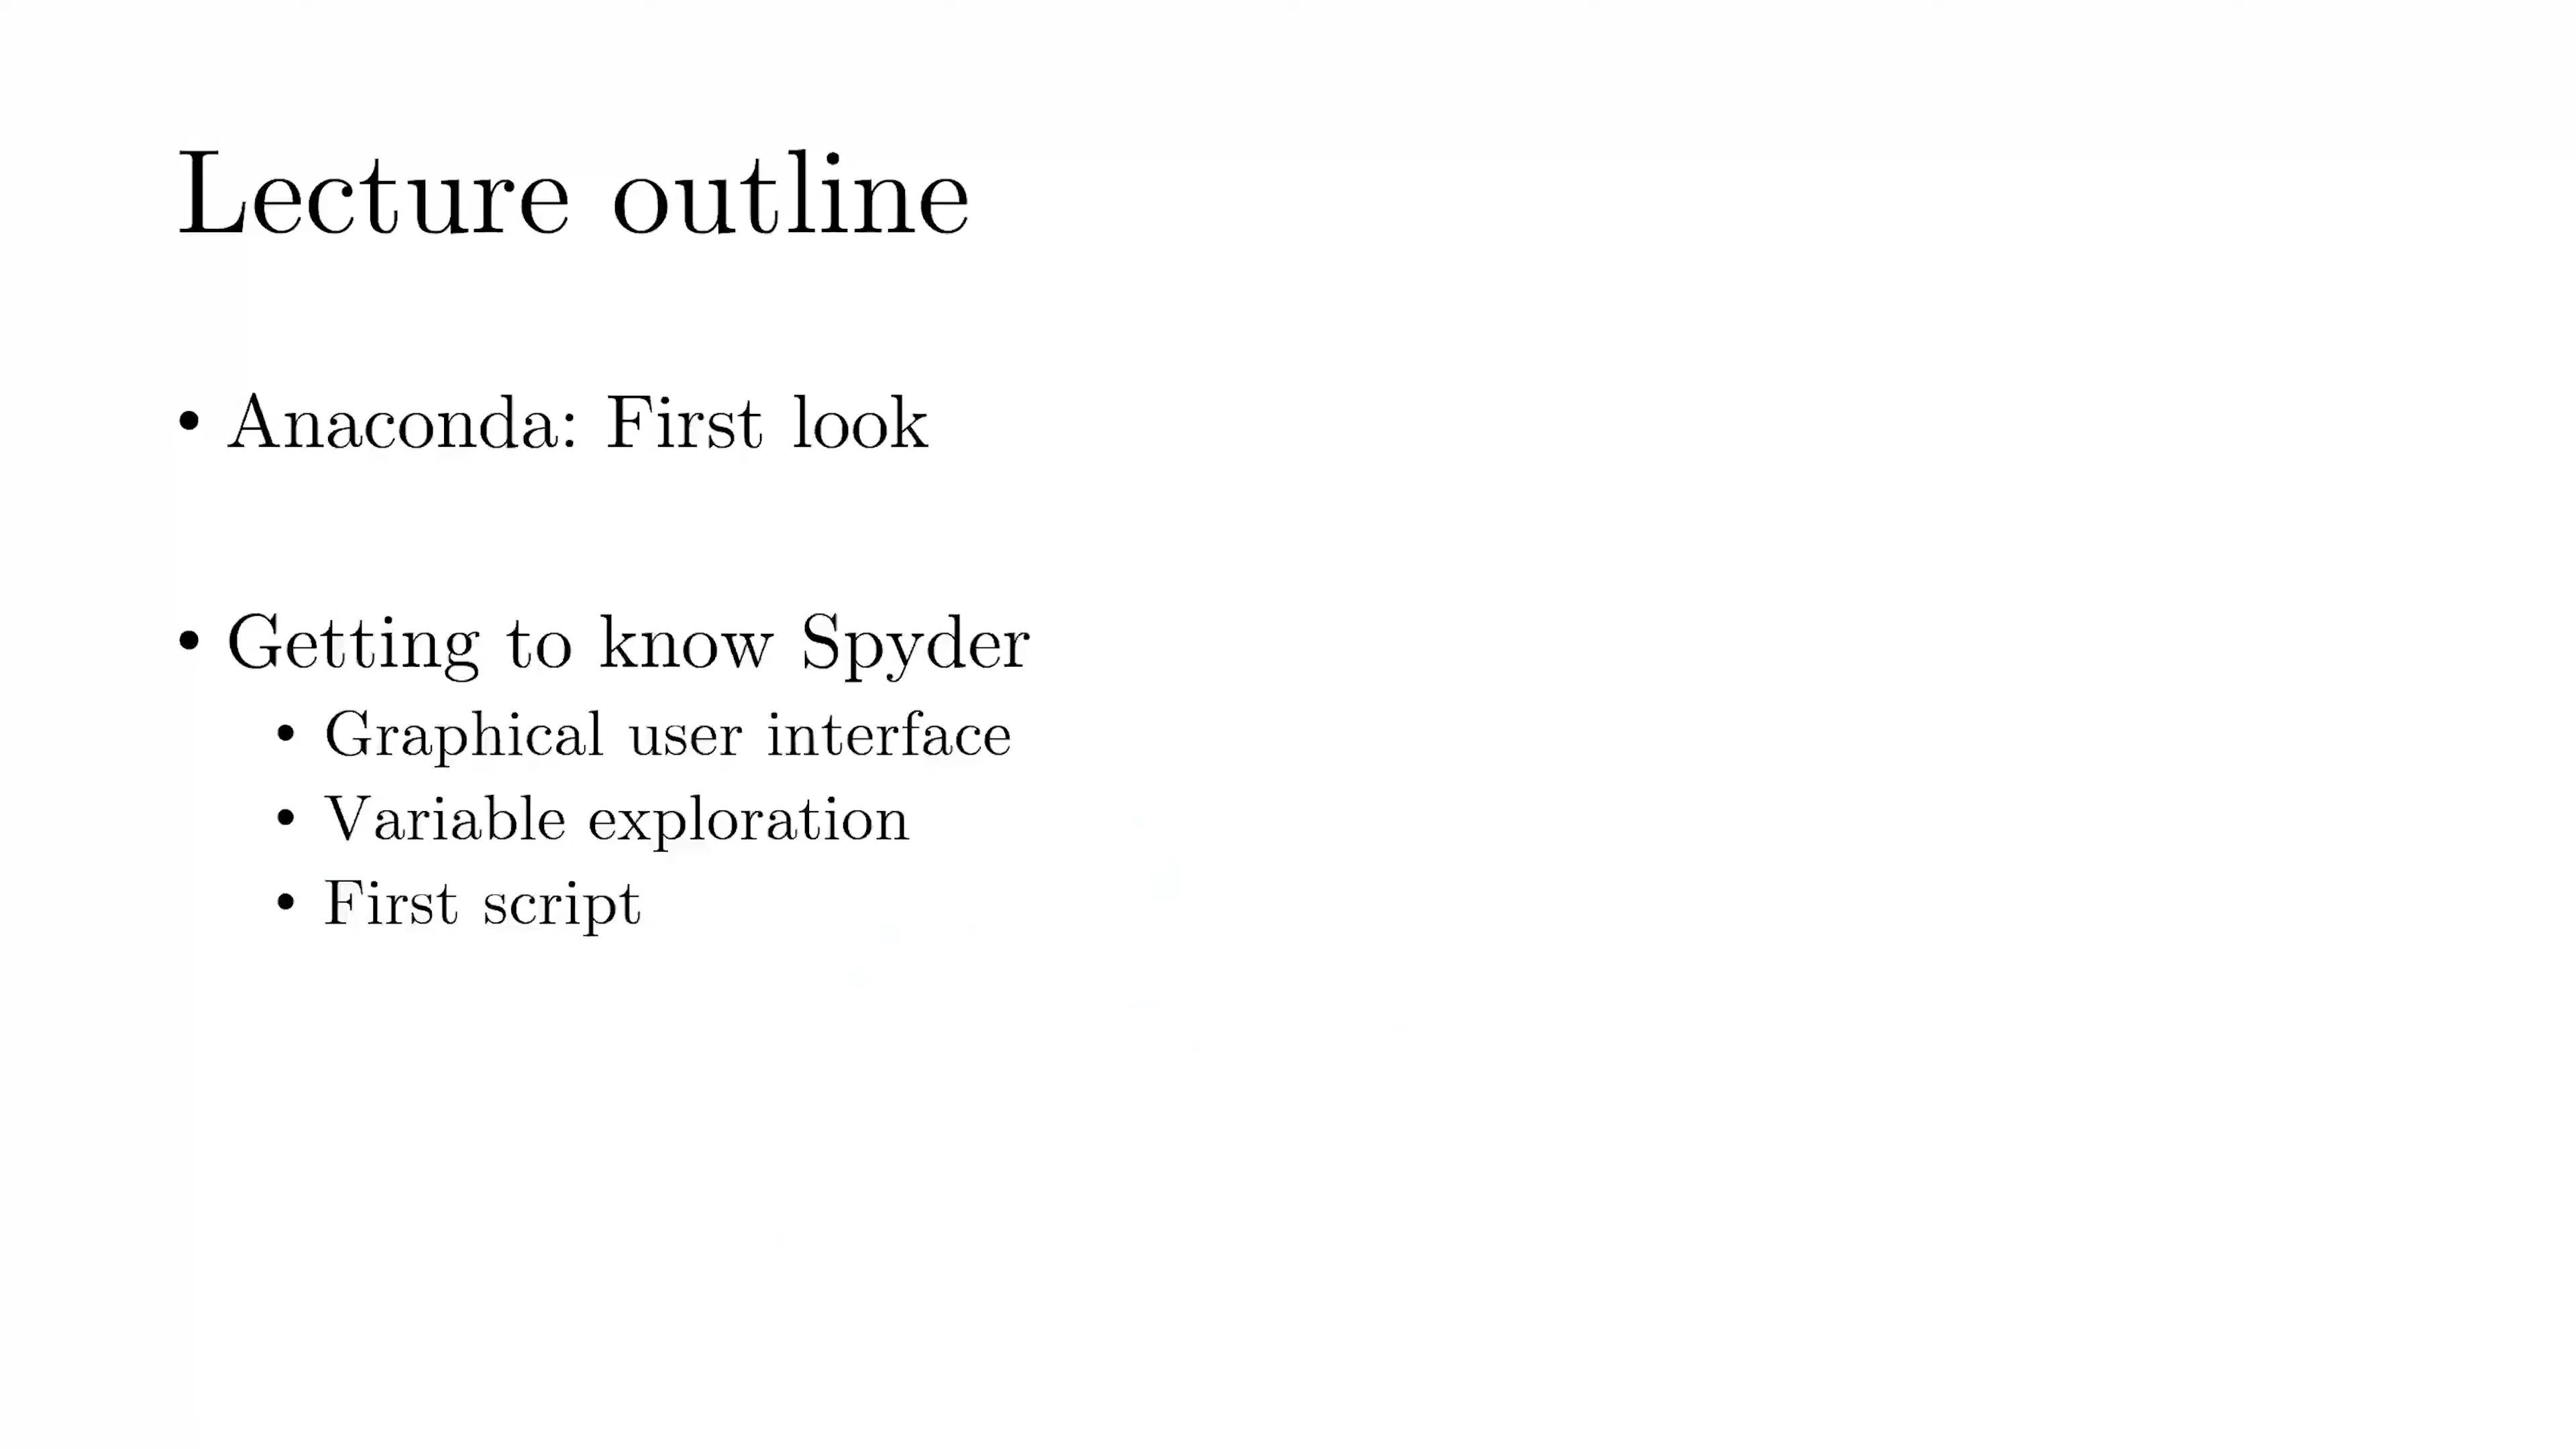 Lecture outline
• Anaconda: First look
• Getting to know Spyder
• Graphical user interface
• Variable exploration
• First script